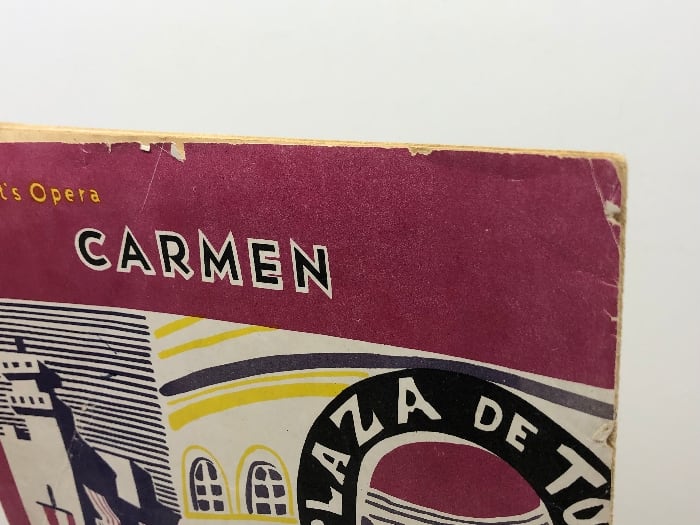 t's Opera
CARMEN
PLAZA DE TO